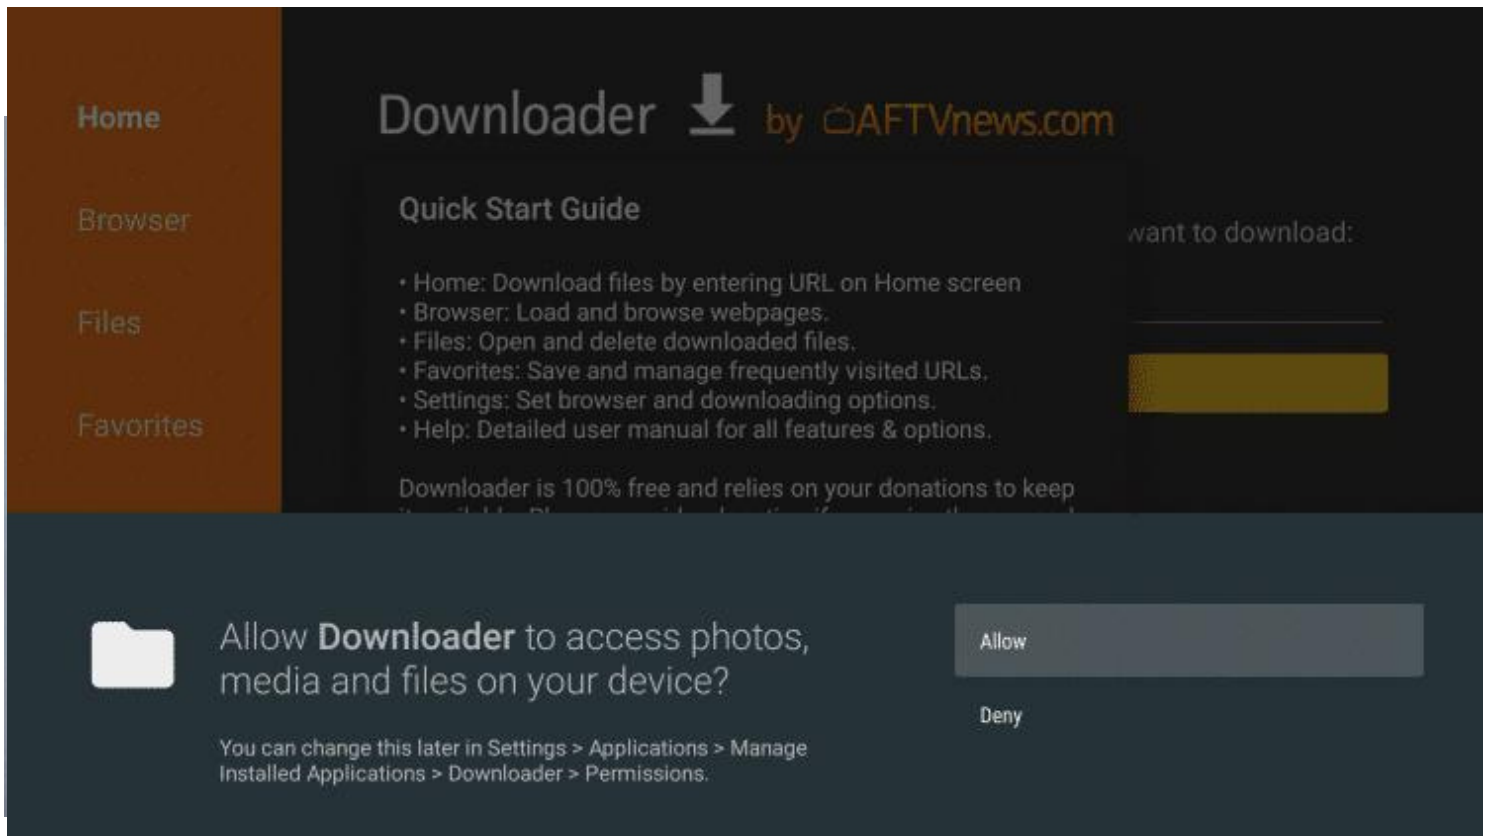 Home
Downloader by AFTVnews.com
Quick Start Guide
Browser
want to download:
• Home: Download files by entering URL on Home screen
• Browser: Load and browse webpages.
Files
• Files: Open and delete downloaded files.
• Favorites: Save and manage frequently visited URLs.
• Settings: Set browser and downloading options.
Favorites
• Help: Detailed user manual for all features & options.
Downloader is 100% free and relies on your donations to keep
Allow Downloader to access photos,
media and files on your device?
You can change this later in Settings > Applications > Manage
Installed Applications > Downloader > Permissions.
Allow
Deny